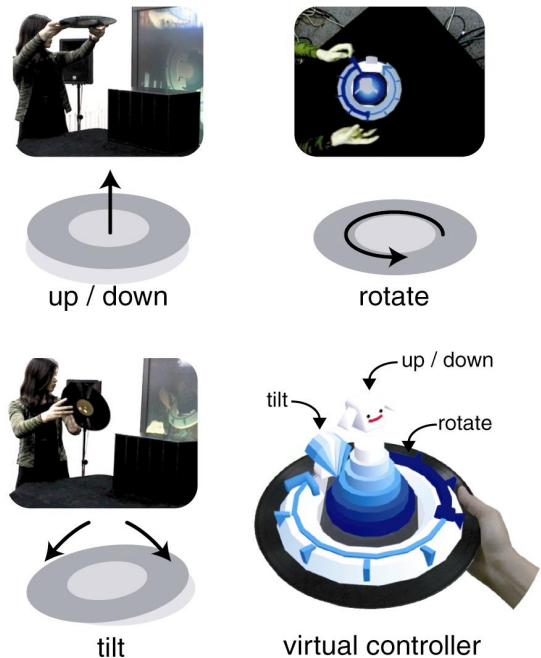 up / down
rotate
up / down
tilt
rotate
tilt
virtual controller